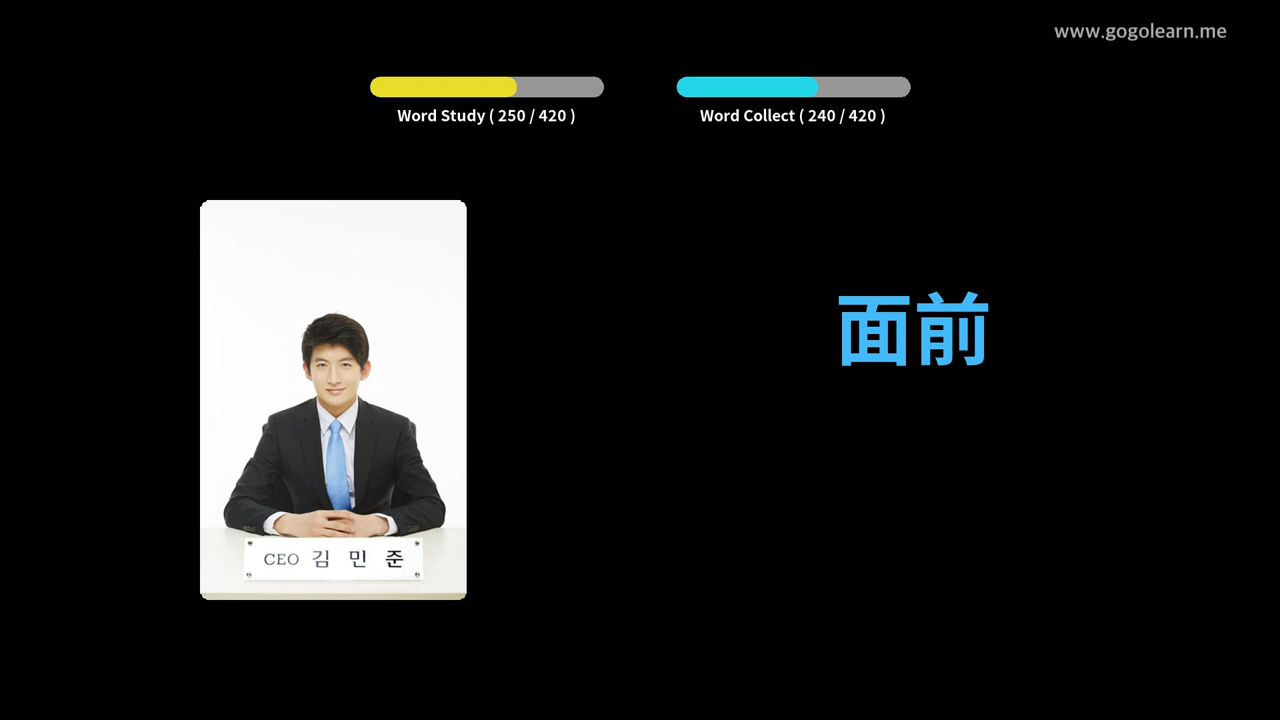 www.gogolearn.me
Word Study ( 250 / 420 )
Word Collect ( 240 / 420 )
面前
CEO 김 민 준